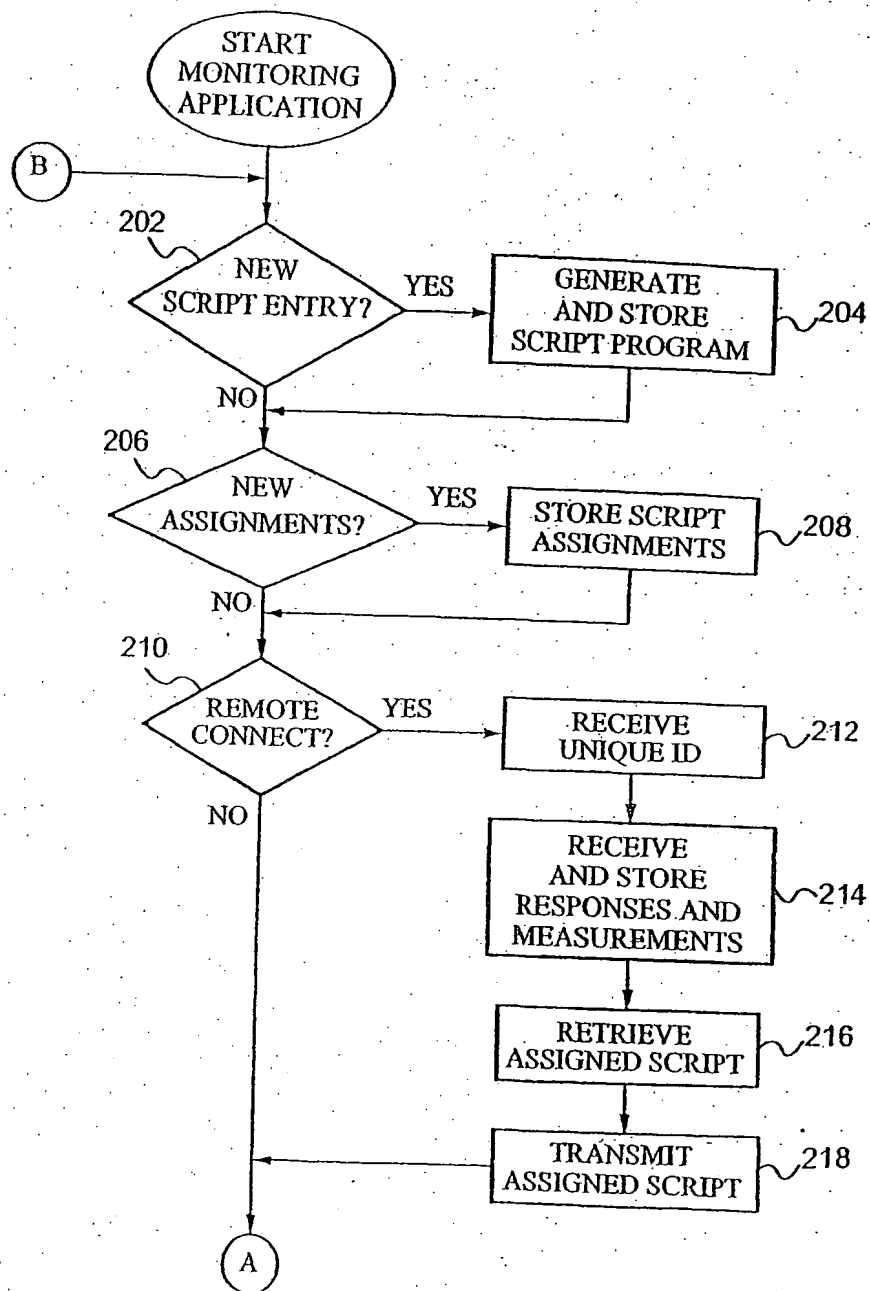 START
MONITORING
APPLICATION
B
202
NEW
SCRIPT ENTRY?
YES
GENERATE
AND STORE
SCRIPT PROGRAM
204
NO
206
NEW
ASSIGNMENTS?
YES
STORE SCRIPT
ASSIGNMENTS
208
NO
210
REMOTE
CONNECT?
YES
RECEIVE
UNIQUE ID
212
NO
RECEIVE
AND STORE
RESPONSES AND
MEASUREMENTS
214
RETRIEVE
ASSIGNED SCRIPT
216
TRANSMIT
ASSIGNED SCRIPT
218
A